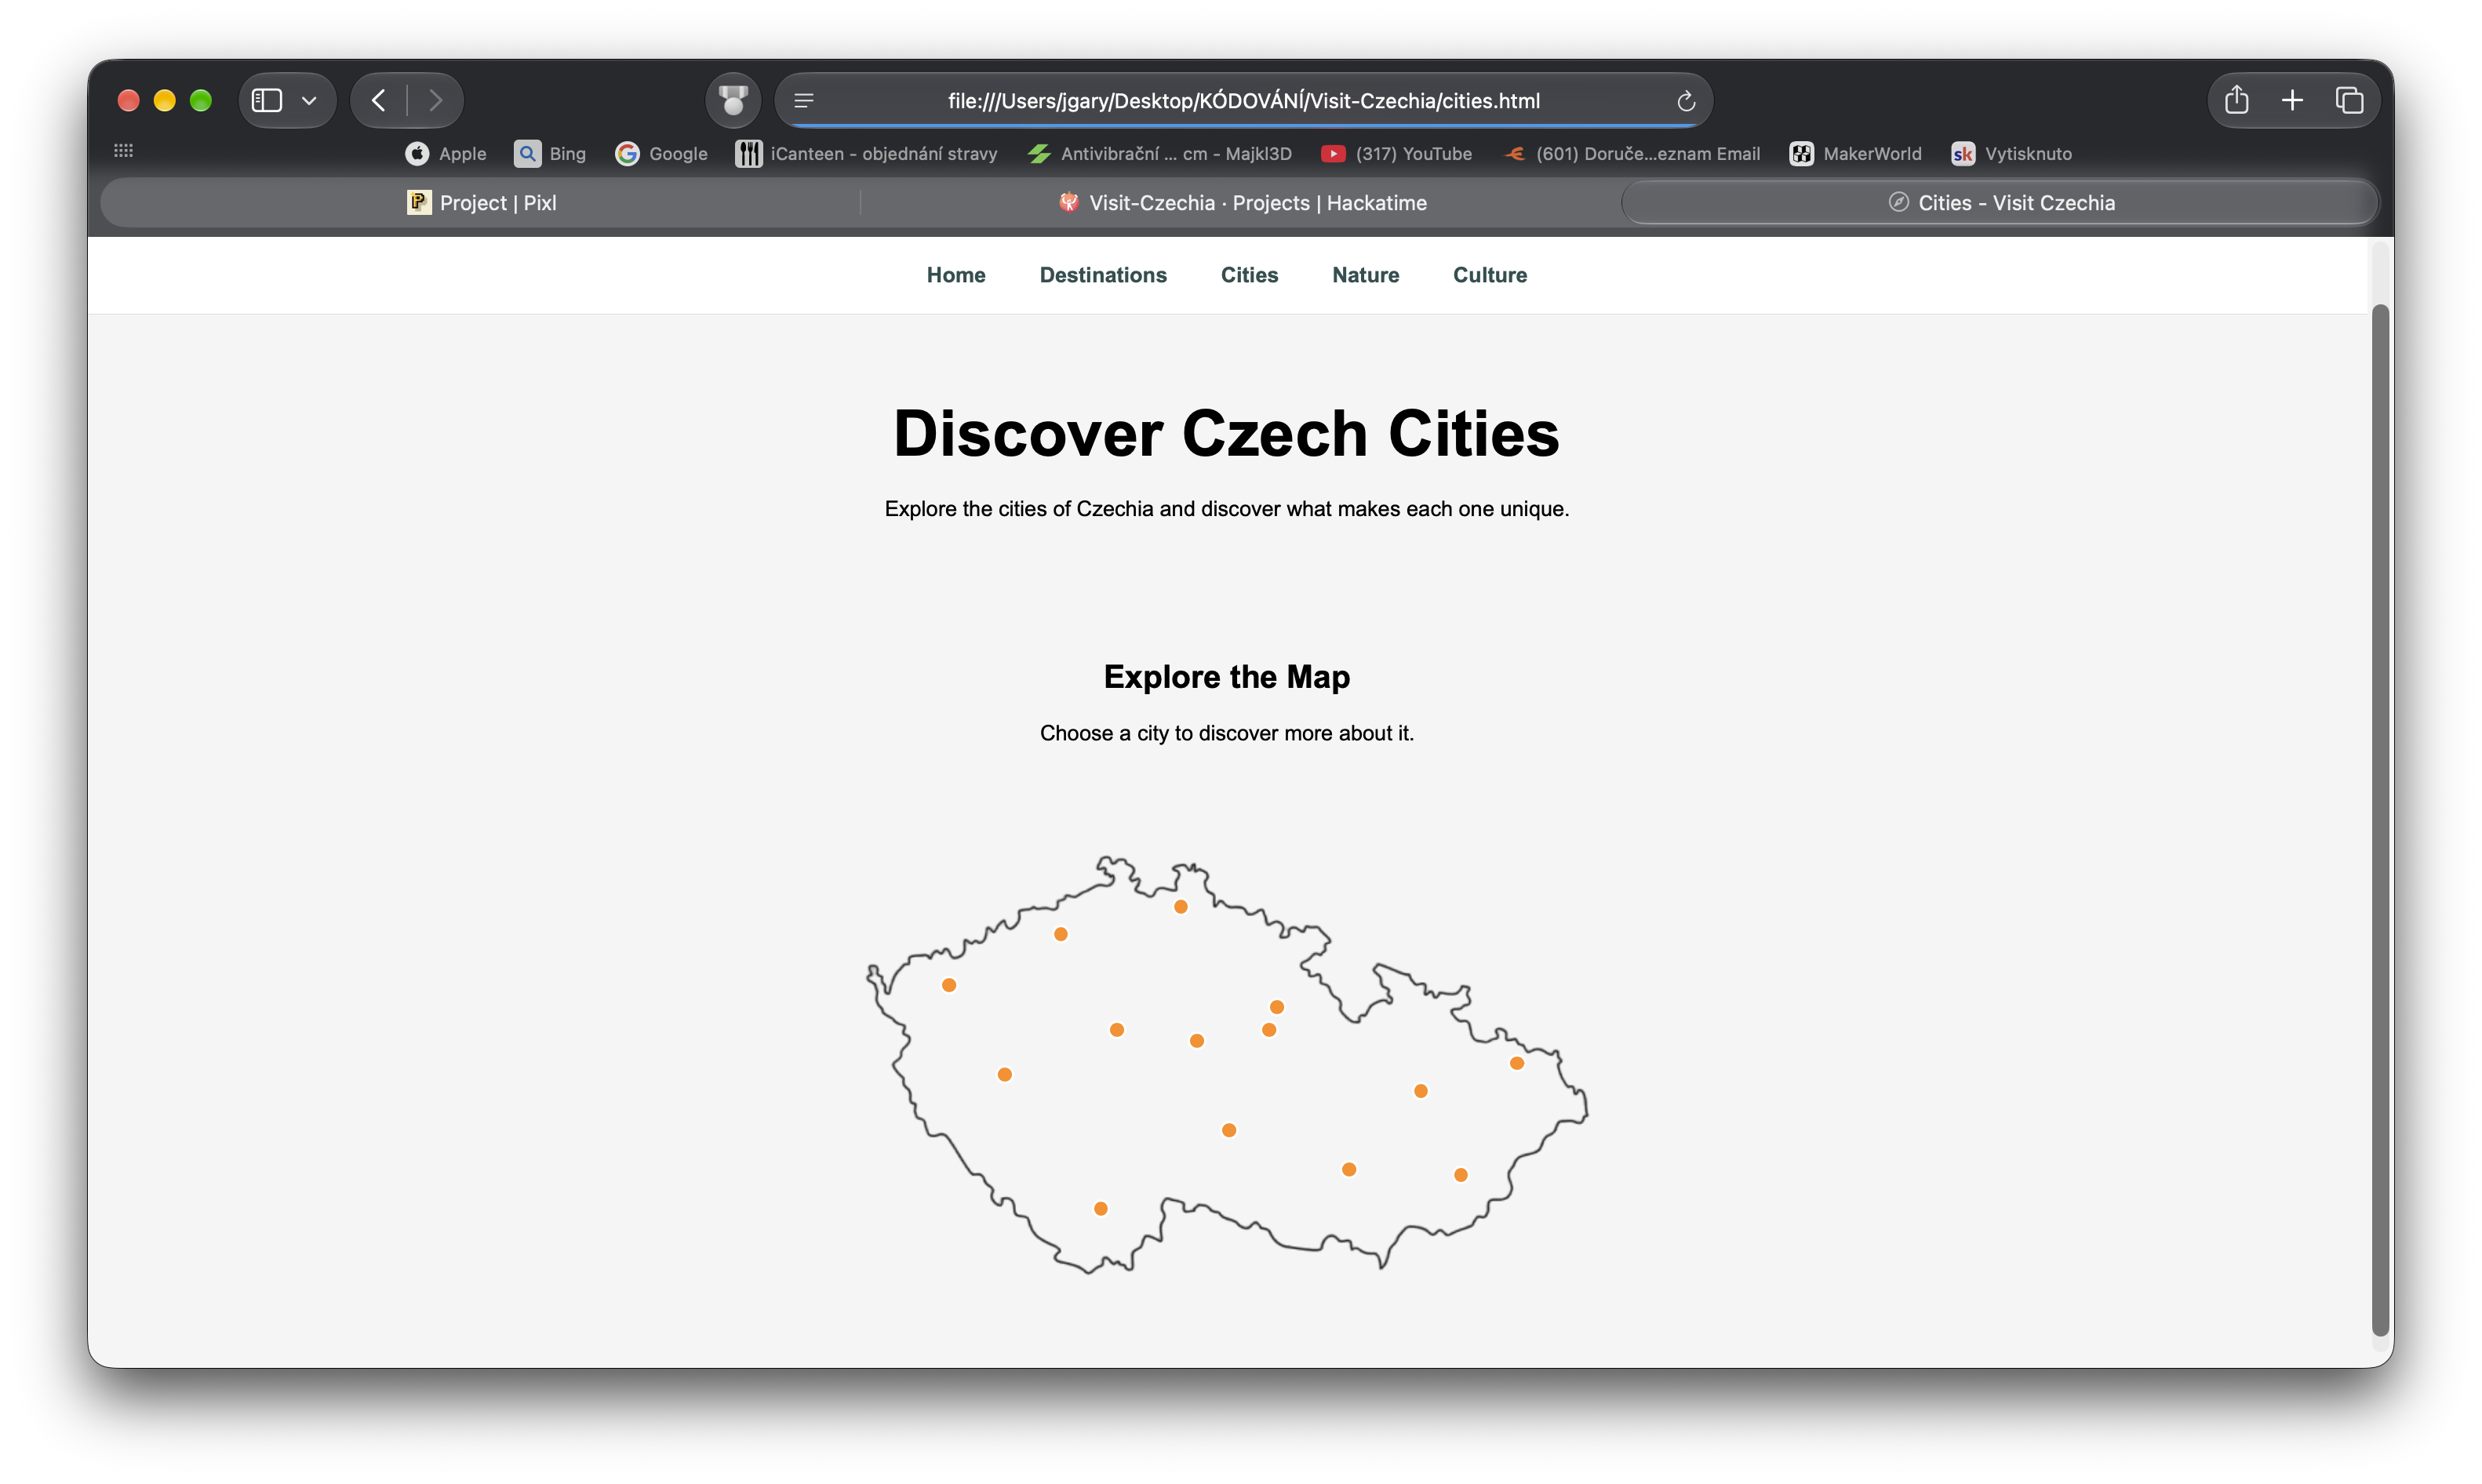 file:///Users/jgary/Desktop/KÓDOVÁNÍ/Visit-Czechia/cities.html
Apple Bing Google iCanteen - objednání stravy Antivibrační ... cm - Majkl3D (317) YouTube (601) Doruče...eznam Email MakerWorld sk Vytisknuto
Project | Pixl Visit-Czechia · Projects | Hackatime Cities - Visit Czechia
Home Destinations Cities Nature Culture
Discover Czech Cities
Explore the cities of Czechia and discover what makes each one unique.
Explore the Map
Choose a city to discover more about it.